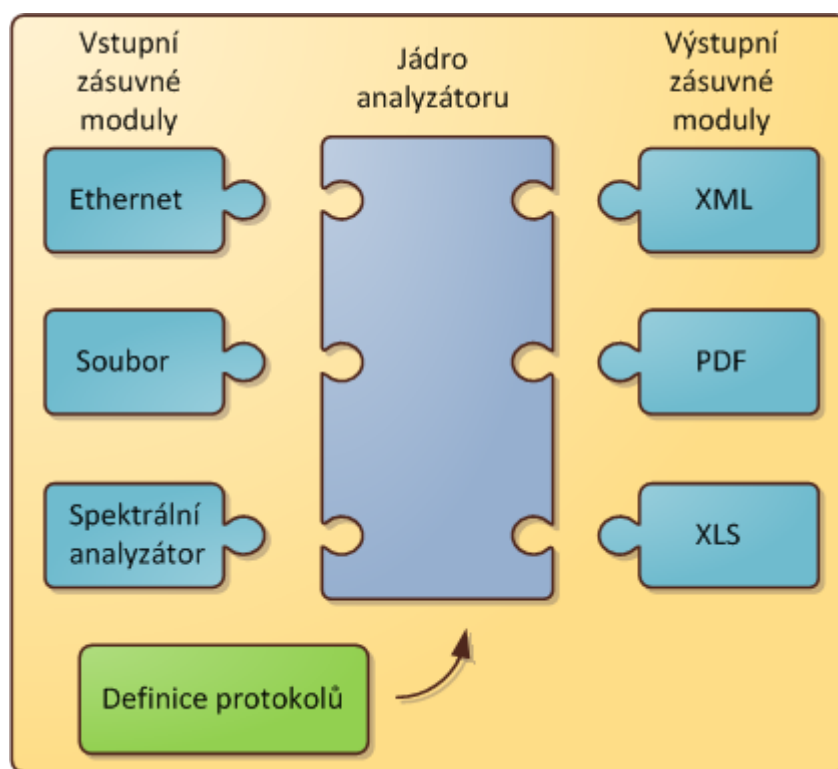 Vstupní
zásuvné
moduly
Jádro
analyzátoru
Výstupní
zásuvné
moduly
Ethernet
XML
Soubor
PDF
Spektrální
analyzátor
XLS
Definice protokolů